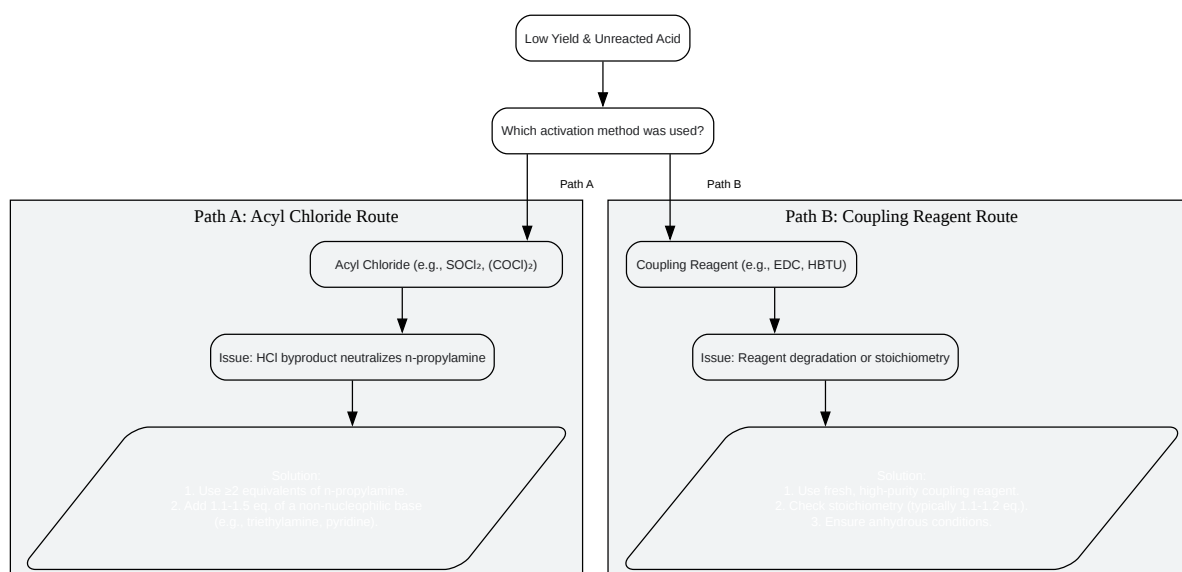 Low Yield & Unreacted Acid
Which activation method was used?
Path A
Path B
Path A: Acyl Chloride Route
Acyl Chloride (e.g., SOCl₂, (COCl)₂)
Issue: HCl byproduct neutralizes n-propylamine
Solution:
1. Use ≥2 equivalents of n-propylamine.
2. Add 1.1-1.5 eq. of a non-nucleophilic base
(e.g., triethylamine, pyridine)
Path B: Coupling Reagent Route
Coupling Reagent (e.g., EDC, HBTU)
Issue: Reagent degradation or stoichiometry
Solution:
1. Use fresh, high-purity coupling reagent.
2. Check stoichiometry (typically 1.1-1.2 eq.)
3. Ensure anhydrous conditions.